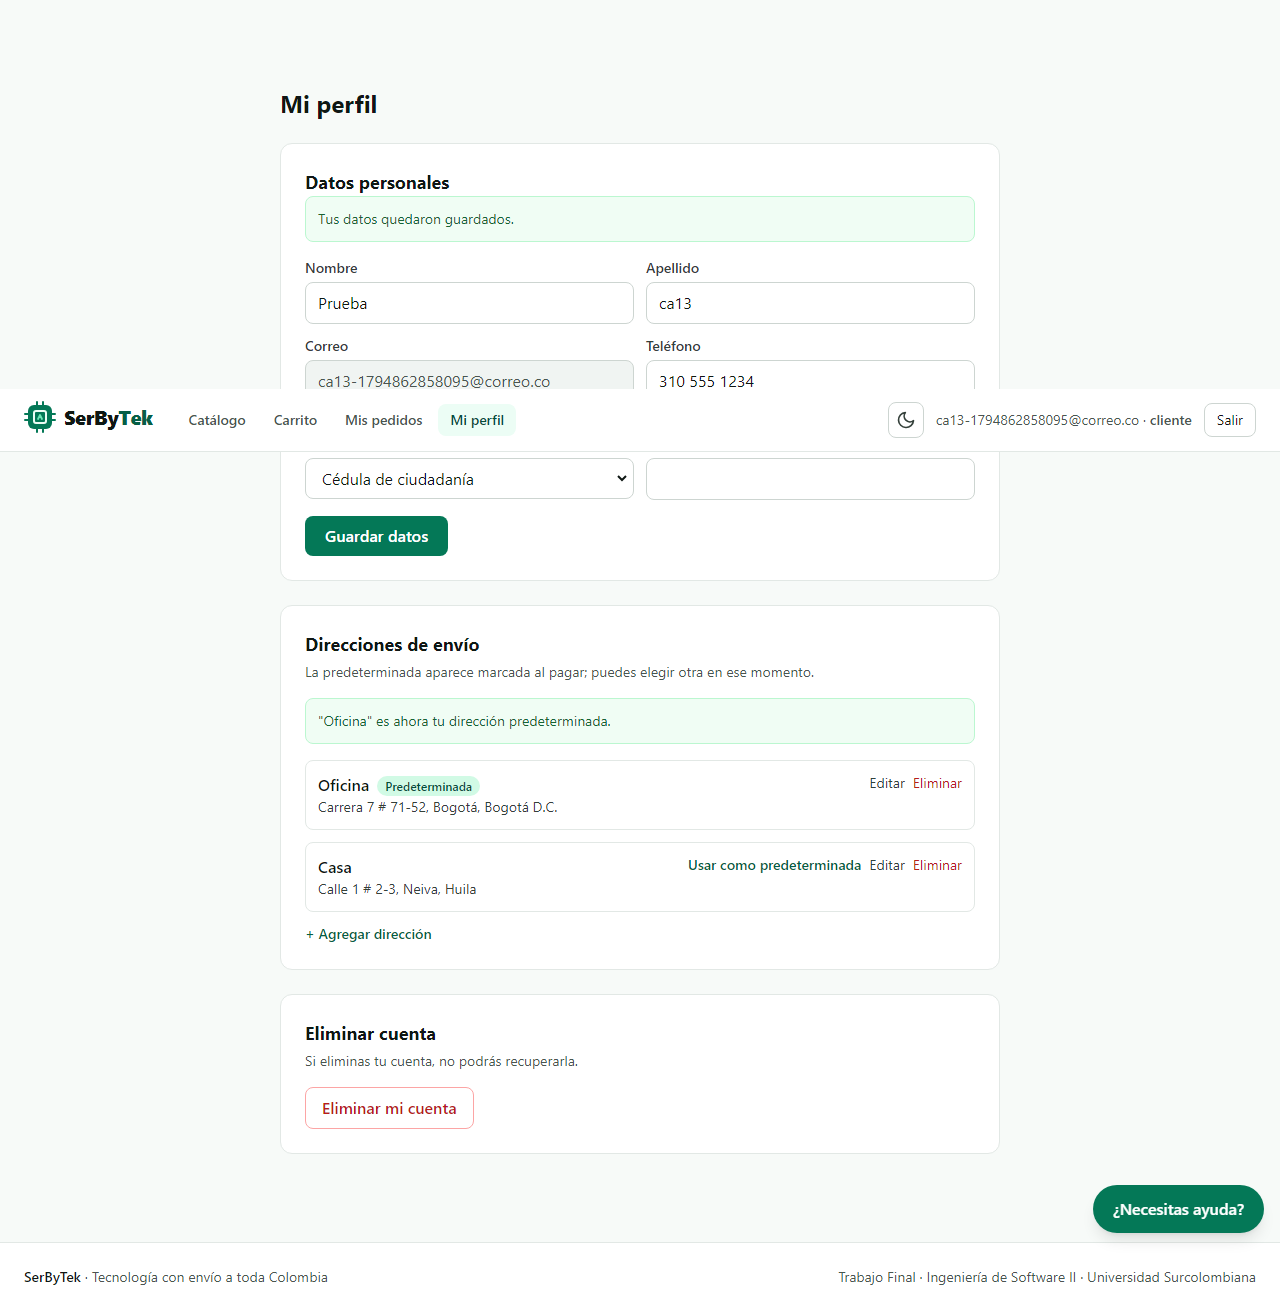 Mi perfil
Datos personales
Tus datos quedaron guardados.
Nombre
Apellido
Prueba
ca13
Correo
Teléfono
ca13-1794862858095@correo.co
310 555 1234
SerByTek
Catálogo
Carrito
Mis pedidos
Mi perfil
ca13-1794862858095@correo.co · cliente
Salir
Cédula de ciudadanía
Guardar datos
Direcciones de envío
La predeterminada aparece marcada al pagar; puedes elegir otra en ese momento.
"Oficina" es ahora tu dirección predeterminada.
Oficina Predeterminada
Editar Eliminar
Carrera 7 # 71-52, Bogotá, Bogotá D.C.
Casa
Usar como predeterminada Editar Eliminar
Calle 1 # 2-3, Neiva, Huila
+ Agregar dirección
Eliminar cuenta
Si eliminas tu cuenta, no podrás recuperarla.
Eliminar mi cuenta
¿Necesitas ayuda?
SerByTek · Tecnología con envío a toda Colombia
Trabajo Final · Ingeniería de Software II · Universidad Surcolombiana